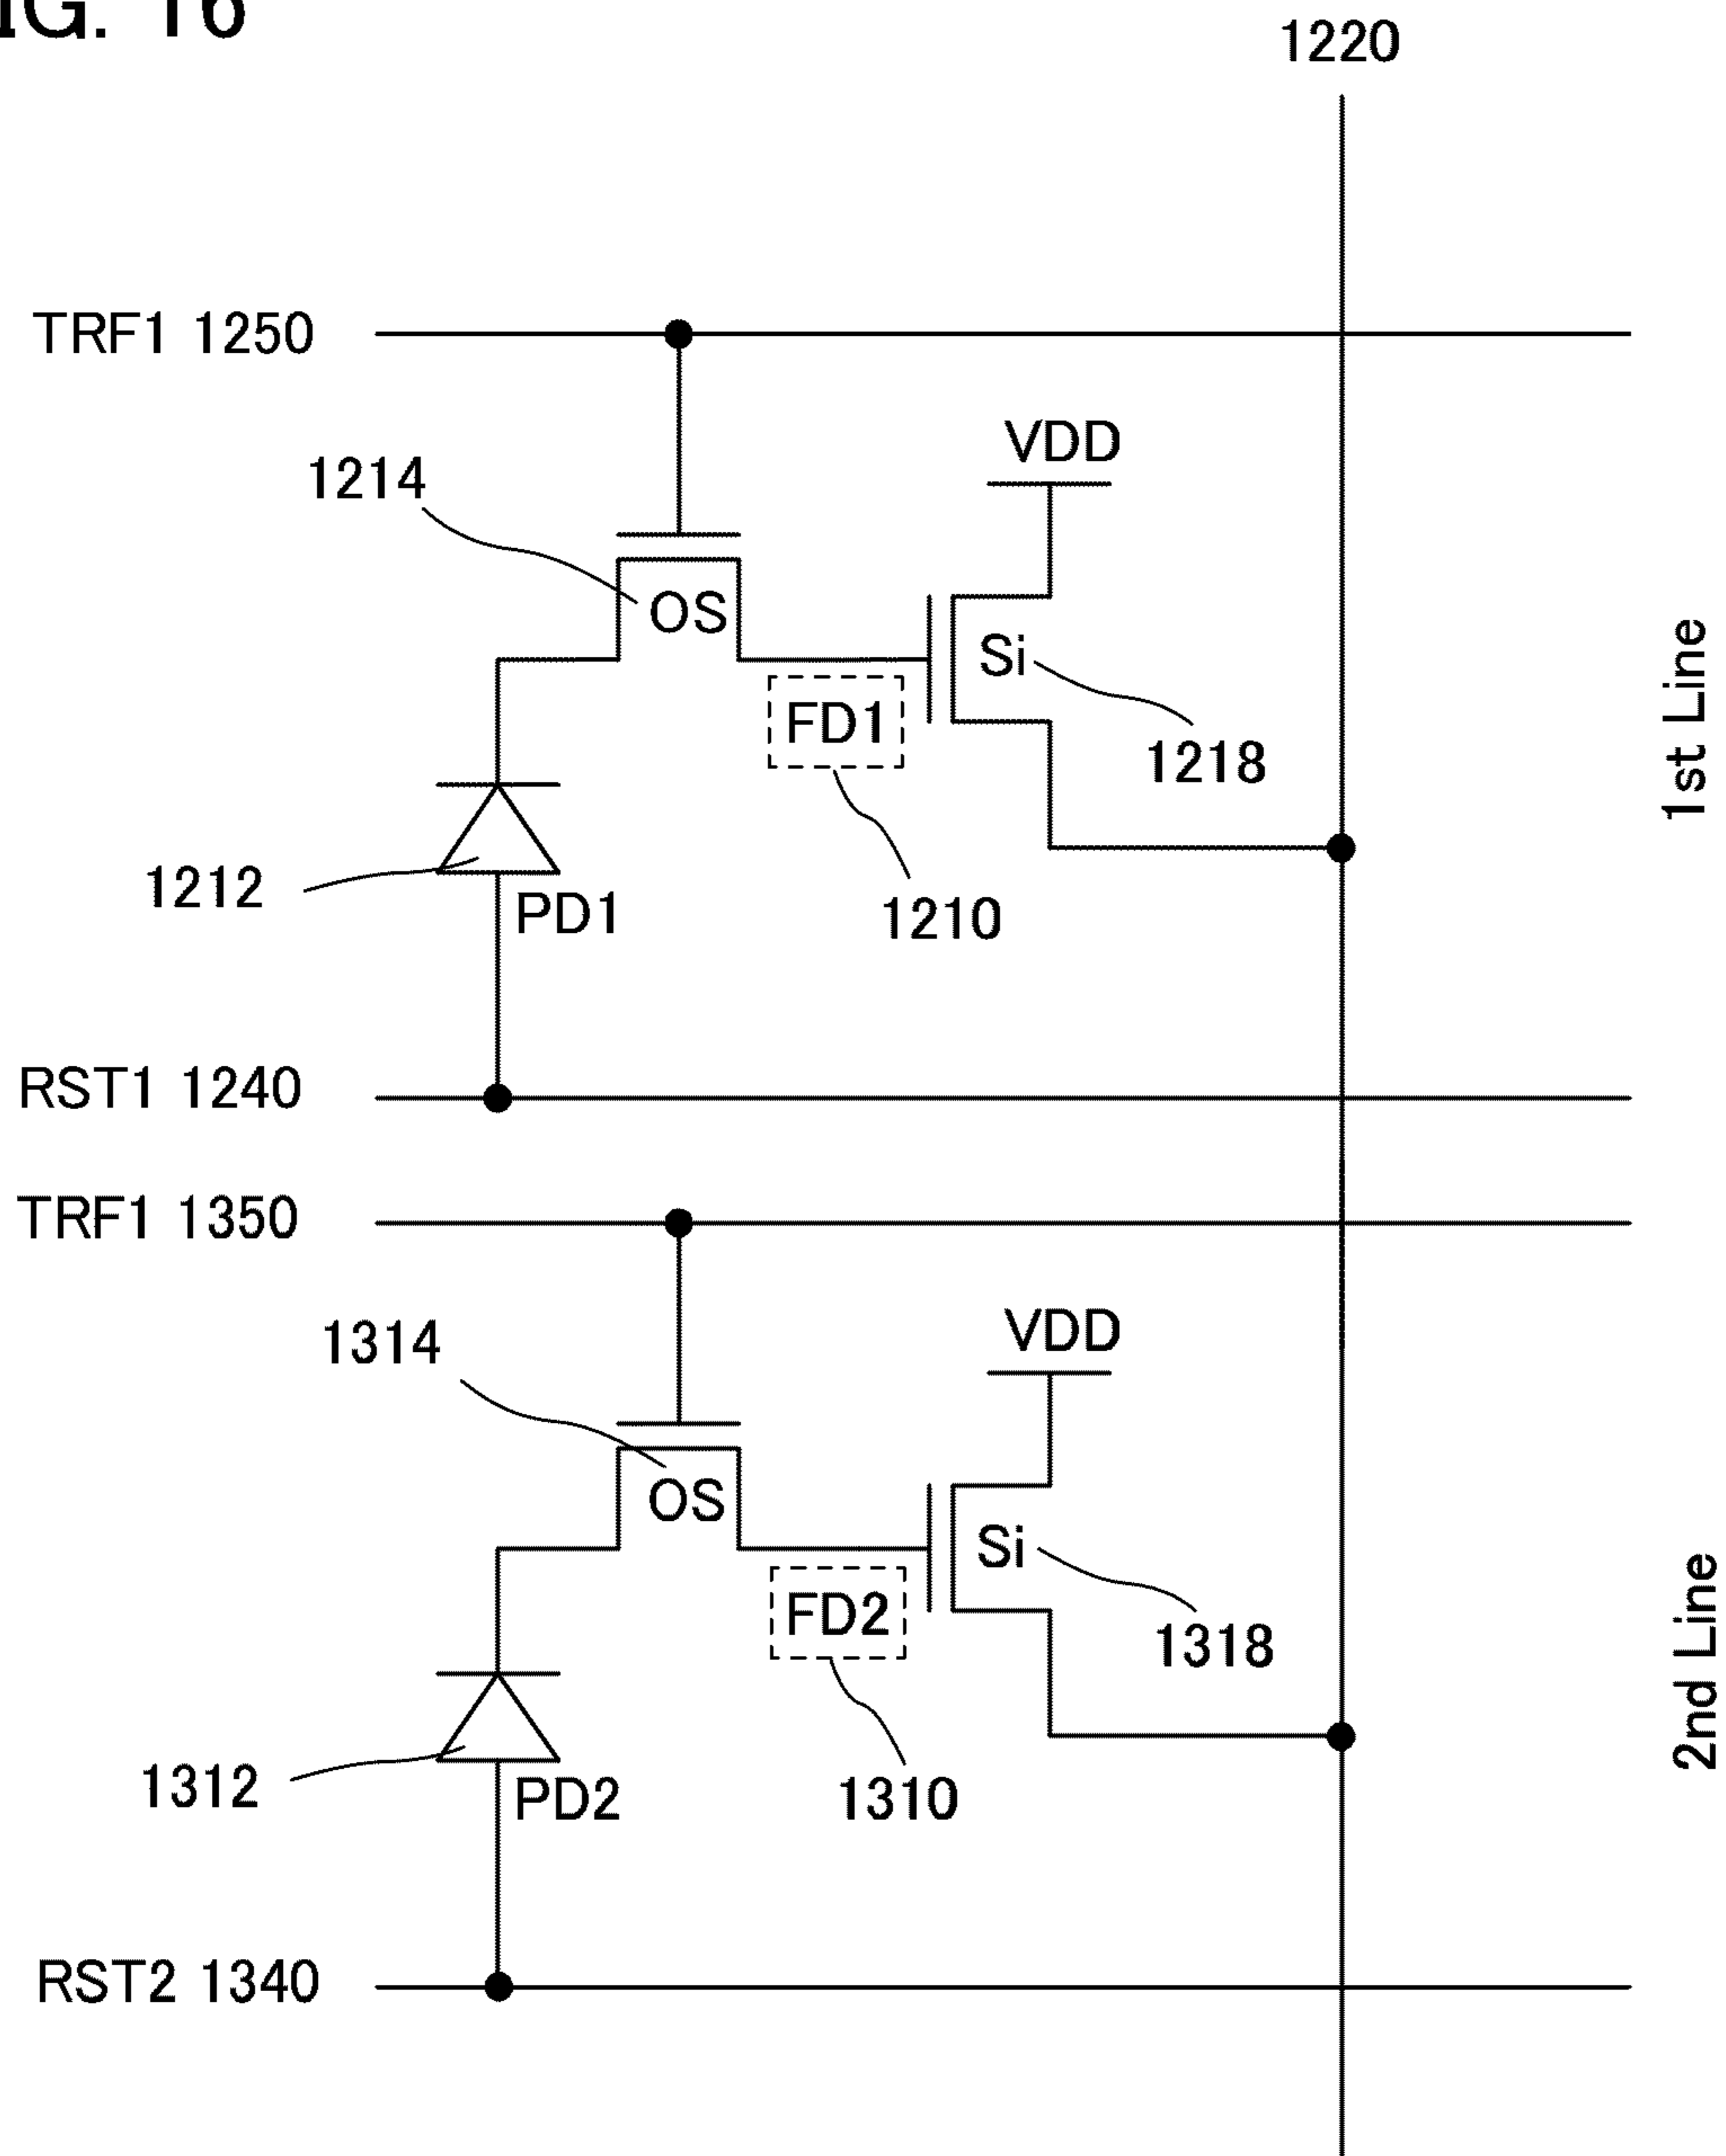 IG. 16
1220
TRF1 1250
VDD
1214
OS
Si
FD1
1218
1212
PD1
1210
1st Line
RST1 1240
TRF1 1350
VDD
1314
OS
Si
FD2
1318
1312
PD2
1310
2nd Line
RST2 1340